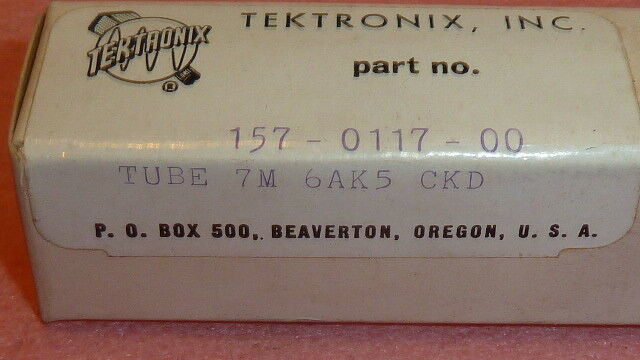 TEKTRONIX
®
TEKTRONIX, INC.
part no.
157-0117-00
TUBE 7M 6AK5 CKD
P. O. BOX 500,. BEAVERTON, OREGON, U. S. A.